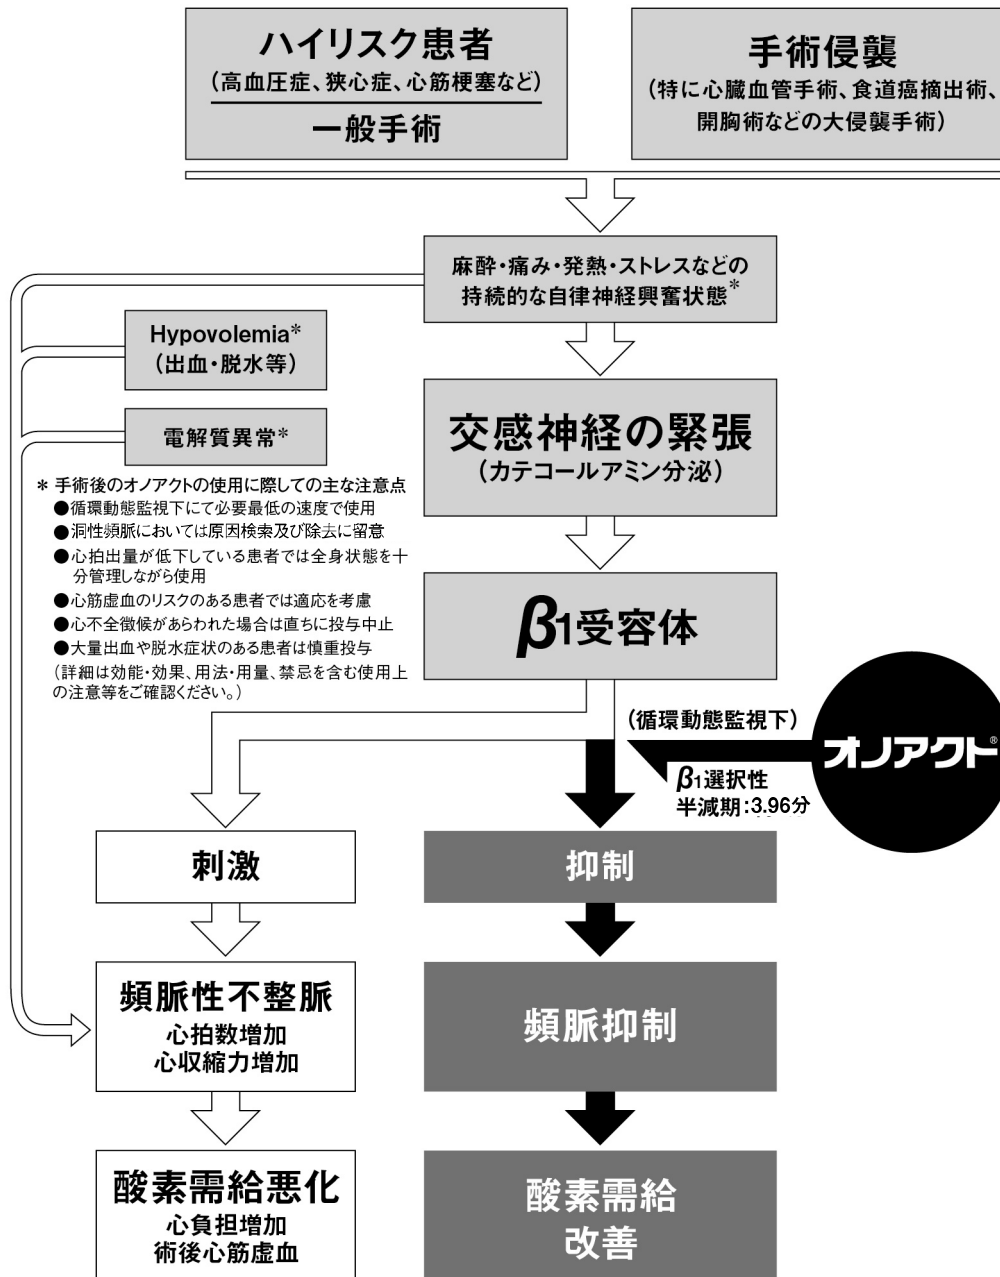 ハイリスク患者
(高血圧症、狭心症、心筋梗塞など)
一般手術
手術侵襲
(特に心臓血管手術、食道癌摘出術、
開胸術などの大侵襲手術)
麻酔・痛み・発熱・ストレスなどの
持続的な自律神経興奮状態*
Hypovolemia*
(出血・脱水等)
電解質異常*
交感神経の緊張
(カテコールアミン分泌)
* 手術後のオノアクトの使用に際しての主な注意点
●循環動態監視下にて必要最低の速度で使用
●洞性頻脈においては原因検索及び除去に留意
●心拍出量が低下している患者では全身状態を十
分管理しながら使用
●心筋虚血のリスクのある患者では適応を考慮
●心不全徴候があらわれた場合は直ちに投与中止
●大量出血や脱水症状のある患者は慎重投与
(詳細は効能・効果、用法・用量、禁忌を含む使用上
の注意等をご確認ください。)
β1受容体
(循環動態監視下)
オノアクト®
β1選択性
半減期:3.96分
刺激
抑制
頻脈性不整脈
心拍数増加
心収縮力増加
頻脈抑制
酸素需給悪化
心負担増加
術後心筋虚血
酸素需給
改善